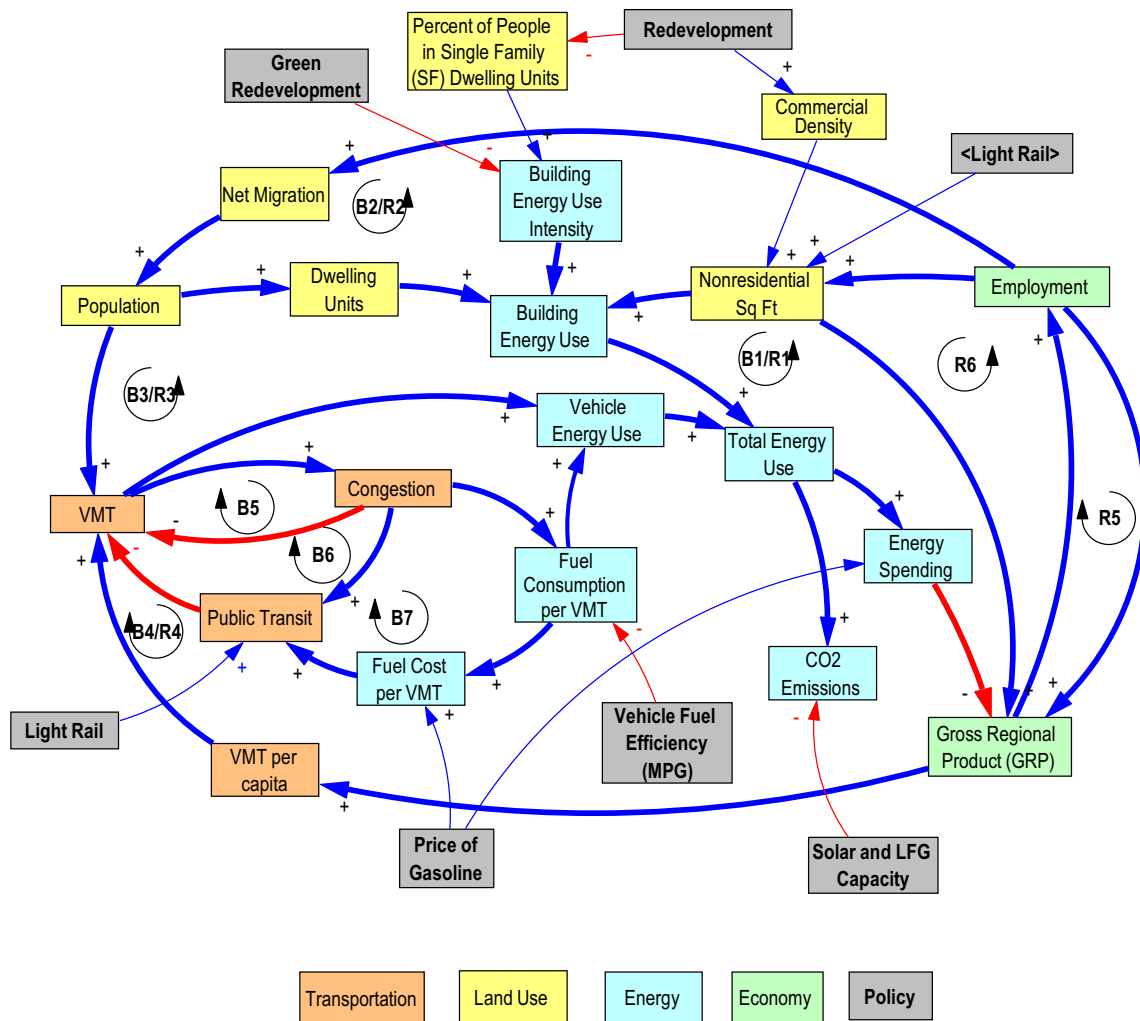 Percent of People
in Single Family
(SF) Dwelling Units
Redevelopment
-
-
Green
Redevelopment
+
Commercial
Density
+
-
+
<Light Rail>
Building
Energy Use
Intensity
Net Migration
B2/R2
+
+
+
+
+
+
+
Population
Dwelling
Units
Nonresidential
Sq Ft
Employment
Building
Energy Use
+
+
B1/R1
R6
B3/R3
+
Vehicle
Energy Use
+
+
+
Total Energy
Use
+
+
+
Congestion
+
VMT
B5
-
-
+
B6
+
Energy
Spending
R5
Fuel
Consumption
per VMT
+
Public Transit
B4/R4
B7
-
+
+
+
+
Fuel Cost
per VMT
CO2
Emissions
-
+
+
Light Rail
+
-
Vehicle Fuel
Efficiency
(MPG)
Gross Regional
Product (GRP)
VMT per
capita
+
Price of
Gasoline
Solar and LFG
Capacity
Transportation
Land Use
Energy
Economy
Policy